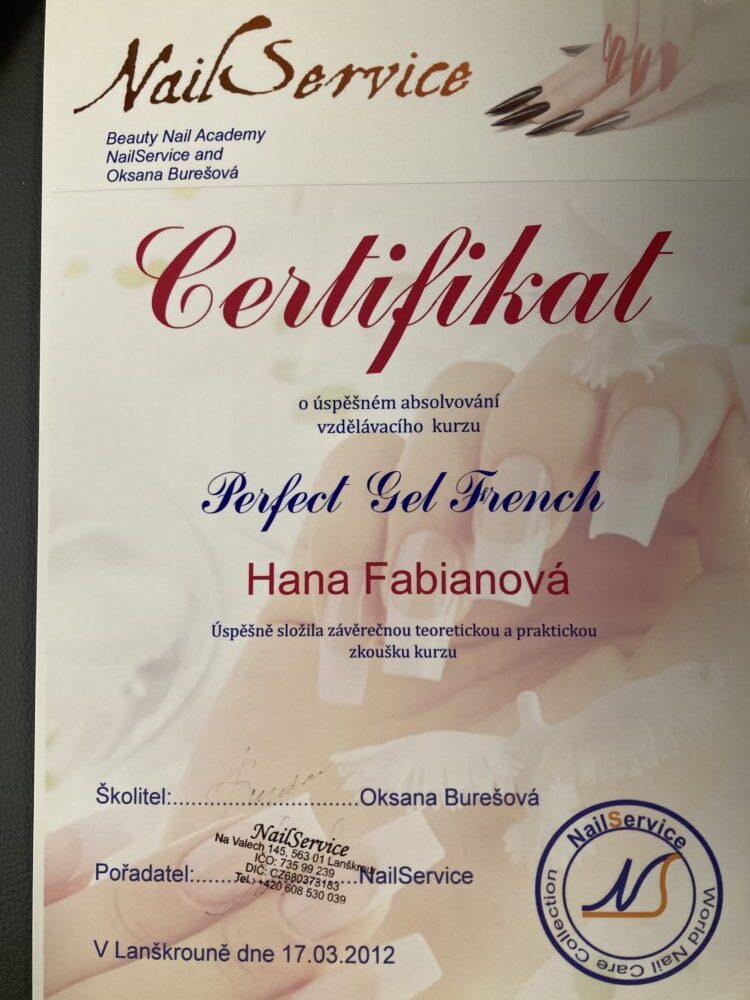 NailService
Beauty Nail Academy
NailService and
Oksana Burešová
Certifikat
o úspěšném absolvování
vzdělávacího kurzu
Perfect Gel French
Hana Fabianová
Úspěšně složila závěrečnou teoretickou a praktickou
zkoušku kurzu
Školitel:...............................Oksana Burešová
NailService
Na Valech 145, 563 01 Lanškroun
IČO: 735 99 239
DIČ: CZ680373183
Tel.: +420 608 530 039
Pořadatel:...........................NailService
V Lanškrouně dne 17.03.2012
NailService
NS
World Nail Care Collection